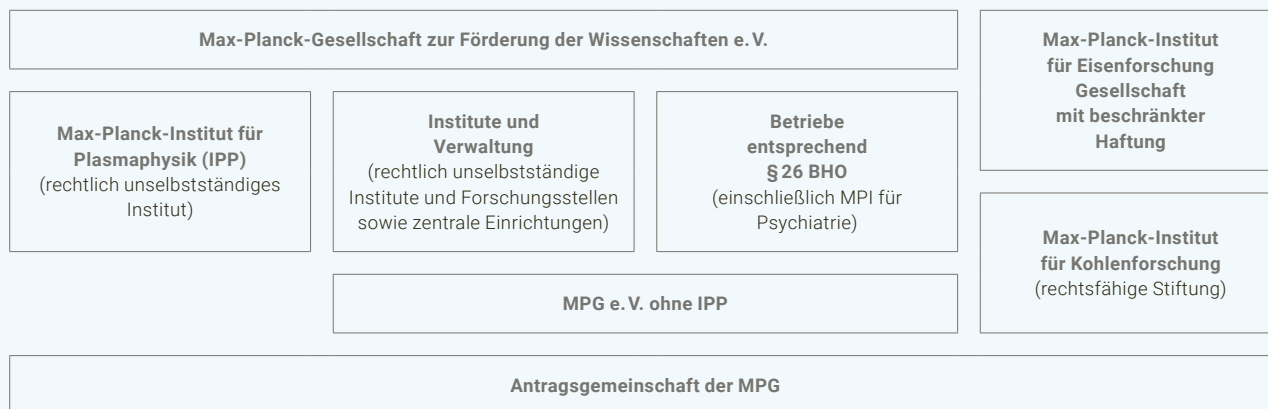 Max-Planck-Gesellschaft zur Förderung der Wissenschaften e. V.
Max-Planck-Institut
für Eisenforschung
Gesellschaft
mit beschränkter
Haftung
Max-Planck-Institut für
Plasmaphysik (IPP)
(rechtlich unselbstständiges
Institut)
Institute und
Verwaltung
(rechtlich unselbstständige
Institute und Forschungsstellen
sowie zentrale Einrichtungen)
Betriebe
entsprechend
§ 26 BHO
(einschließlich MPI für
Psychiatrie)
Max-Planck-Institut
für Kohlenforschung
(rechtsfähige Stiftung)
MPG e. V. ohne IPP
Antragsgemeinschaft der MPG